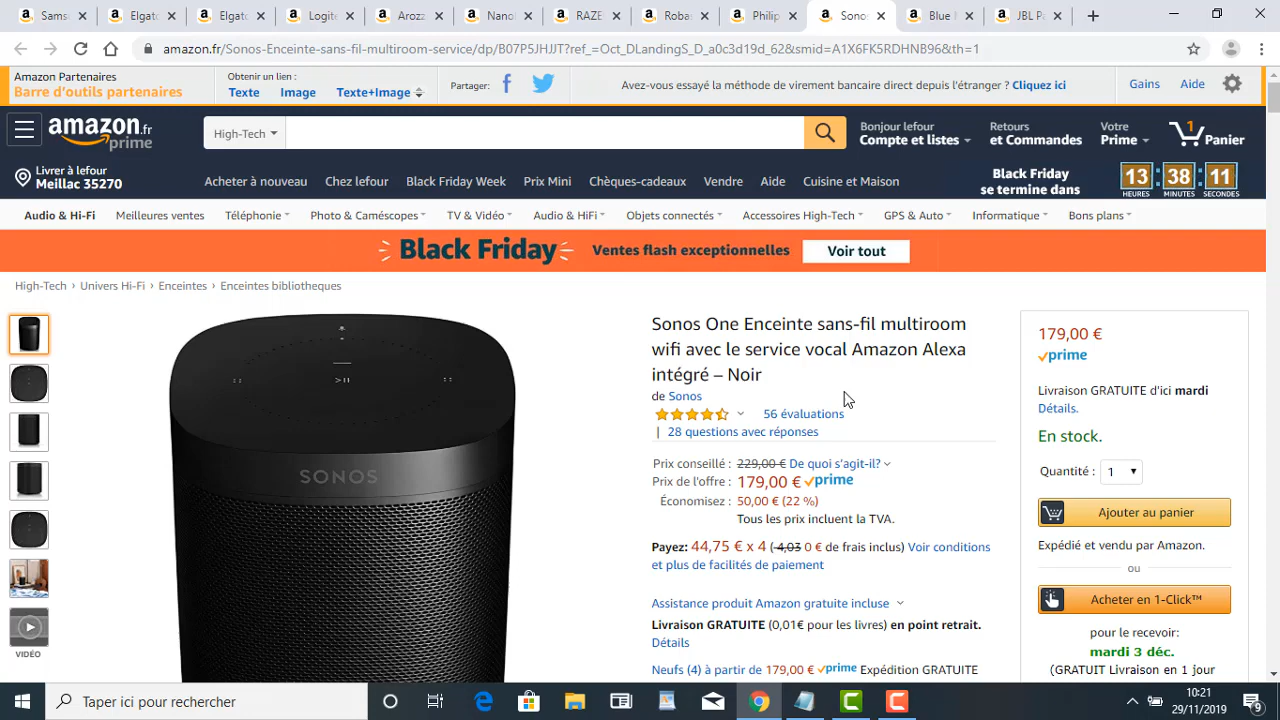 Sams
Elgat
Elgat
Logite
Arozz
Nanol
RAZE
Robas
Philip
Sono
Blue
JBL Pa
amazon.fr/Sonos-Enceinte-sans-fil-multiroom-service/dp/B07P5JHJJT?ref_=Oct_DLandingS_D_a0c3d19d_62&smid=A1X6FK5RDHNB96&th=1
Amazon Partenaires
Barre d'outils partenaires
Obtenir un lien :
Texte Image Texte+Image
Partager:
Avez-vous essayé la méthode de virement bancaire direct depuis l'étranger ? Cliquez ici
Gains
Aide
amazon.fr
prime
High-Tech
Bonjour lefour
Compte et listes
Retours
et Commandes
Votre
Prime
1
Panier
Livrer à lefour
Meillac 35270
Acheter à nouveau
Chez lefour
Black Friday Week
Prix Mini
Chèques-cadeaux
Vendre
Aide
Cuisine et Maison
Black Friday
se termine dans
13 : 38 : 11
HEURES MINUTES SECONDES
Audio & Hi-Fi
Meilleures ventes
Téléphonie
Photo & Caméscopes
TV & Vidéo
Audio & HiFi
Objets connectés
Accessoires High-Tech
GPS & Auto
Informatique
Bons plans
Black Friday
Ventes flash exceptionnelles
Voir tout
High-Tech › Univers Hi-Fi › Enceintes › Enceintes bibliotheques
SONOS
VIDÉO
Sonos One Enceinte sans-fil multiroom
wifi avec le service vocal Amazon Alexa
intégré – Noir
de Sonos
56 évaluations
| 28 questions avec réponses
Prix conseillé : 229,00 € De quoi s'agit-il?
Prix de l'offre : 179,00 € prime
Économisez : 50,00 € (22 %)
Tous les prix incluent la TVA.
Payez: 44,75 € x 4 ( 4,03 0 € de frais inclus) Voir conditions
et plus de facilités de paiement
Assistance produit Amazon gratuite incluse
Livraison GRATUITE (0,01€ pour les livres) en point retrait.
Détails
Neufs (4) à partir de 179,00 € prime Expédition GRATUITE
179,00 €
prime
Livraison GRATUITE d'ici mardi
Détails.
En stock.
Quantité : 1
Ajouter au panier
Expédié et vendu par Amazon.
ou
Acheter en 1-Click™
pour le recevoir:
mardi 3 déc.
(GRATUIT Livraison en 1 jour
Taper ici pour rechercher
10:21
29/11/2019
9